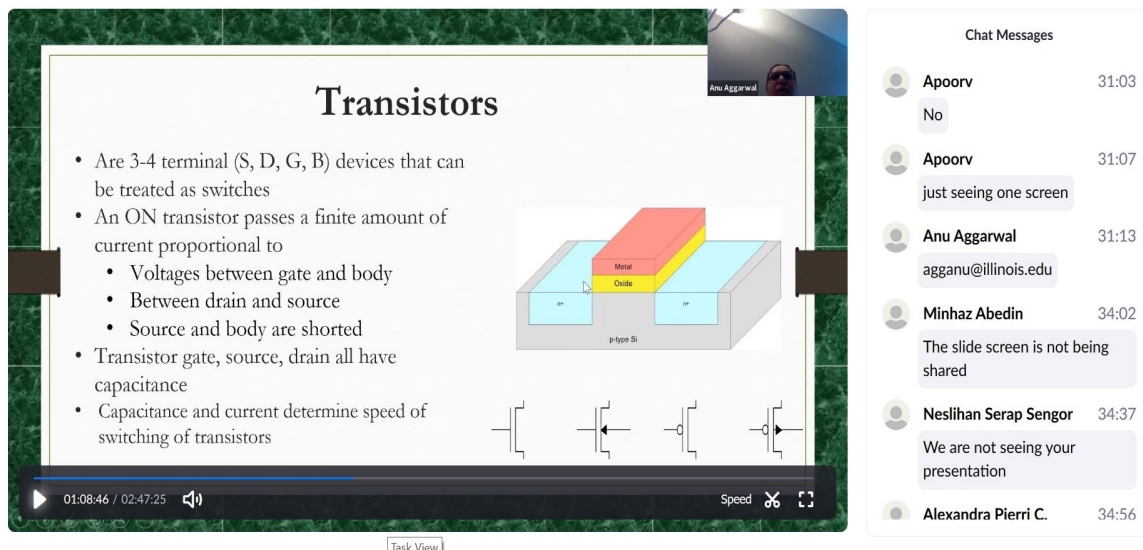 Anu Aggarwal
Transistors
• Are 3-4 terminal (S, D, G, B) devices that can
be treated as switches
• An ON transistor passes a finite amount of
current proportional to
• Voltages between gate and body
• Between drain and source
• Source and body are shorted
• Transistor gate, source, drain all have
capacitance
• Capacitance and current determine speed of
switching of transistors
Metal
Oxide
n+
n+
p-type Si
01:08:46 / 02:47:25
Speed
Task View
Chat Messages
Apoorv 31:03
No
Apoorv 31:07
just seeing one screen
Anu Aggarwal 31:13
agganu@illinois.edu
Minhaz Abedin 34:02
The slide screen is not being
shared
Neslihan Serap Sengor 34:37
We are not seeing your
presentation
Alexandra Pierri C. 34:56